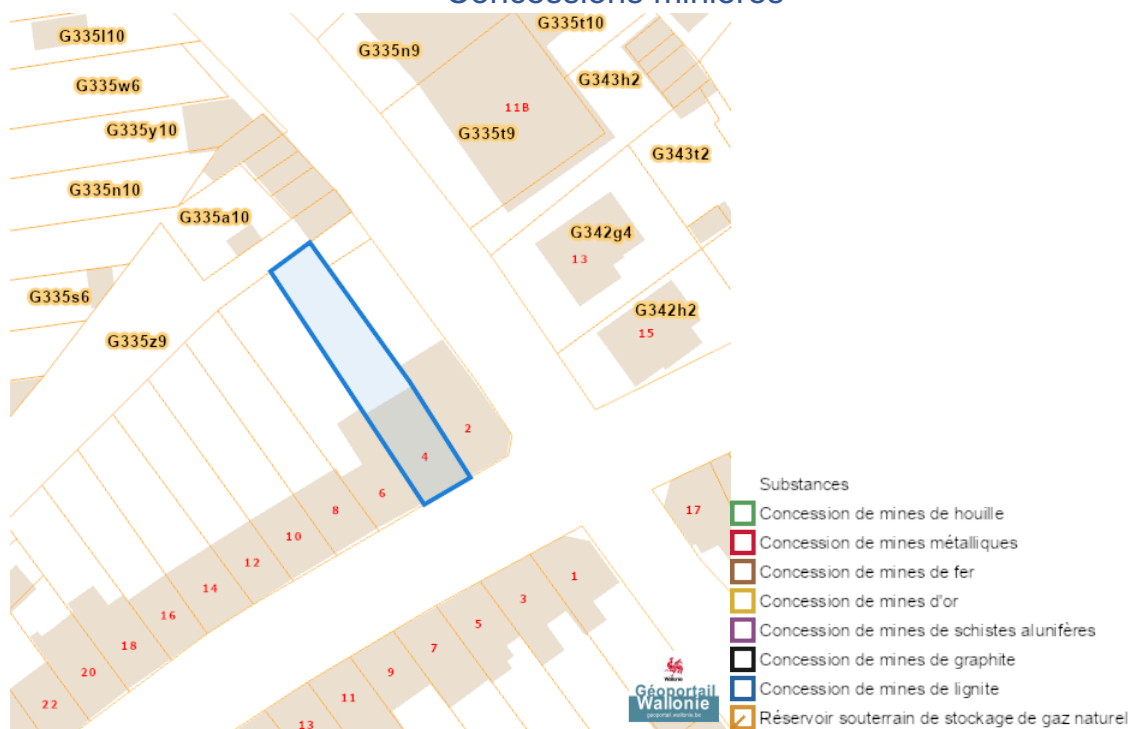 Concessions minières
G335l10
G335n9
G335t10
G335w6
G343h2
11B
G335y10
G335t9
G343t2
G335n10
G335a10
G342g4
13
G335s6
G342h2
G335z9
15
2
4
6
8
10
12
14
16
18
20
22
17
1
3
5
7
9
11
13
Substances
Concession de mines de houille
Concession de mines métalliques
Concession de mines de fer
Concession de mines d'or
Concession de mines de schistes alunifères
Concession de mines de graphite
Concession de mines de lignite
Réservoir souterrain de stockage de gaz naturel
Wallonie
Géoportail
Wallonie
geoportail.wallonie.be